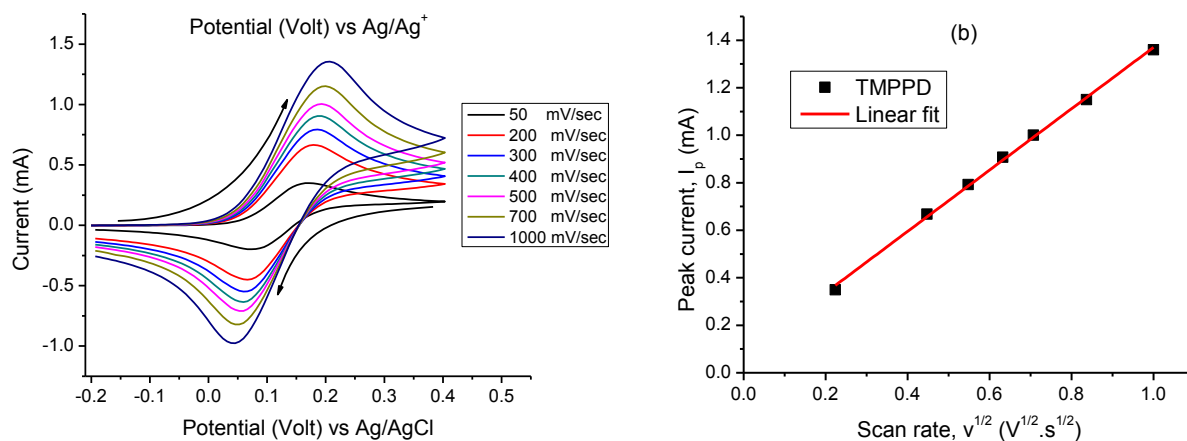 Potential (Volt) vs Ag/Ag⁺
Current (mA)
1.5
1.0
0.5
0.0
-0.5
-1.0
50 mV/sec
200 mV/sec
300 mV/sec
400 mV/sec
500 mV/sec
700 mV/sec
1000 mV/sec
-0.2 -0.1 0.0 0.1 0.2 0.3 0.4 0.5
Potential (Volt) vs Ag/AgCl
(b)
Peak current, I_p (mA)
1.4
1.2
1.0
0.8
0.6
0.4
0.2
0.0
TMPPD
Linear fit
0.0 0.2 0.4 0.6 0.8 1.0
Scan rate, v^1/2 (V^1/2.s^1/2)